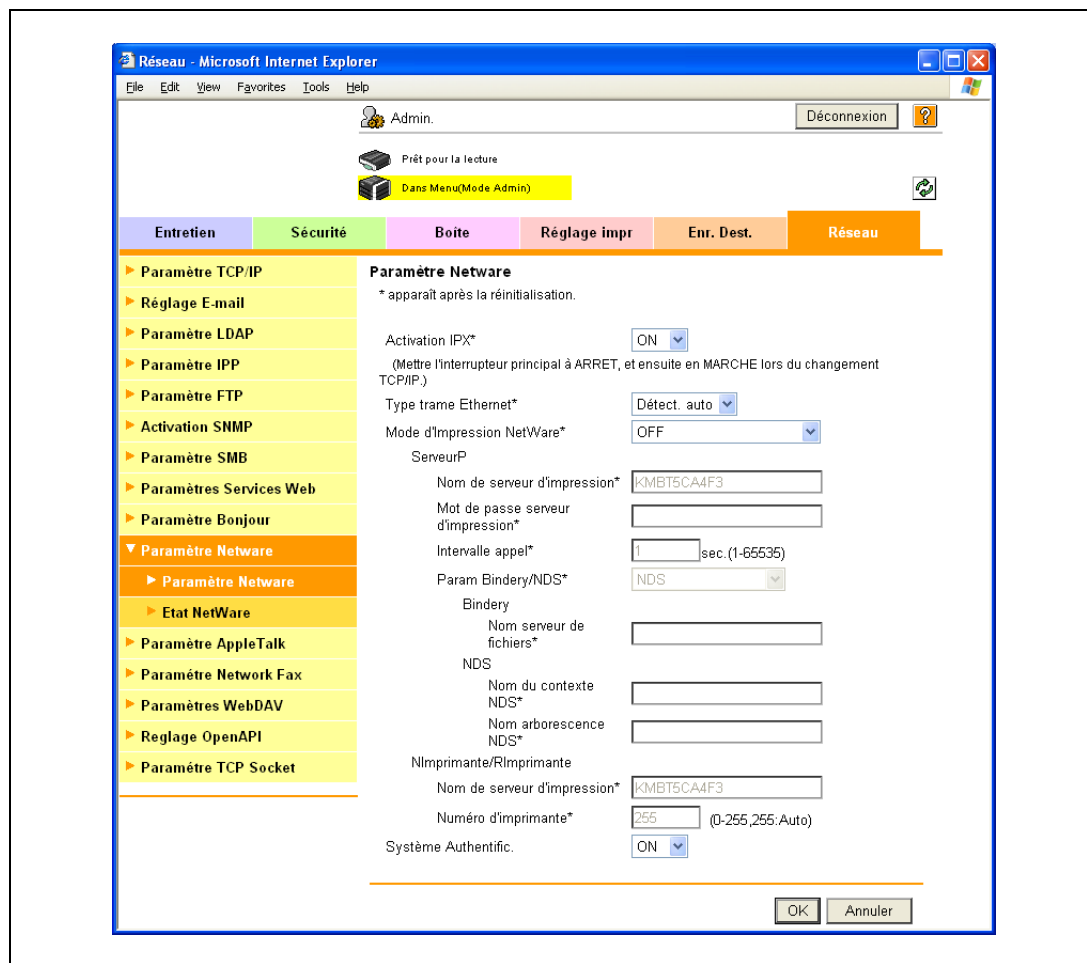 Réseau - Microsoft Internet Explorer
File Edit View Favorites Tools Help
Admin.
Déconnexion
?
Prêt pour la lecture
Dans Menu(Mode Admin)
Entretien Sécurité Boite Réglage impr Enr. Dest. Réseau
Paramètre TCP/IP
Réglage E-mail
Paramètre LDAP
Paramètre IPP
Paramètre FTP
Activation SNMP
Paramètre SMB
Paramètres Services Web
Paramètre Bonjour
Paramètre Netware
Paramètre Netware
Etat NetWare
Paramètre AppleTalk
Paramétre Network Fax
Paramètres WebDAV
Reglage OpenAPI
Paramétre TCP Socket
Paramètre Netware
* apparaît après la réinitialisation.
Activation IPX* ON
(Mettre l'interrupteur principal à ARRET, et ensuite en MARCHE lors du changement
TCP/IP.)
Type trame Ethernet* Détect. auto
Mode d'Impression NetWare* OFF
ServeurP
Nom de serveur d'impression* KMBT5CA4F3
Mot de passe serveur
d'impression*
Intervalle appel* 1 sec.(1-65535)
Param Bindery/NDS* NDS
Bindery
Nom serveur de
fichiers*
NDS
Nom du contexte
NDS*
Nom arborescence
NDS*
NImprimante/RImprimante
Nom de serveur d'impression* KMBT5CA4F3
Numéro d'imprimante* 255 (0-255,255:Auto)
Système Authentific. ON
OK Annuler